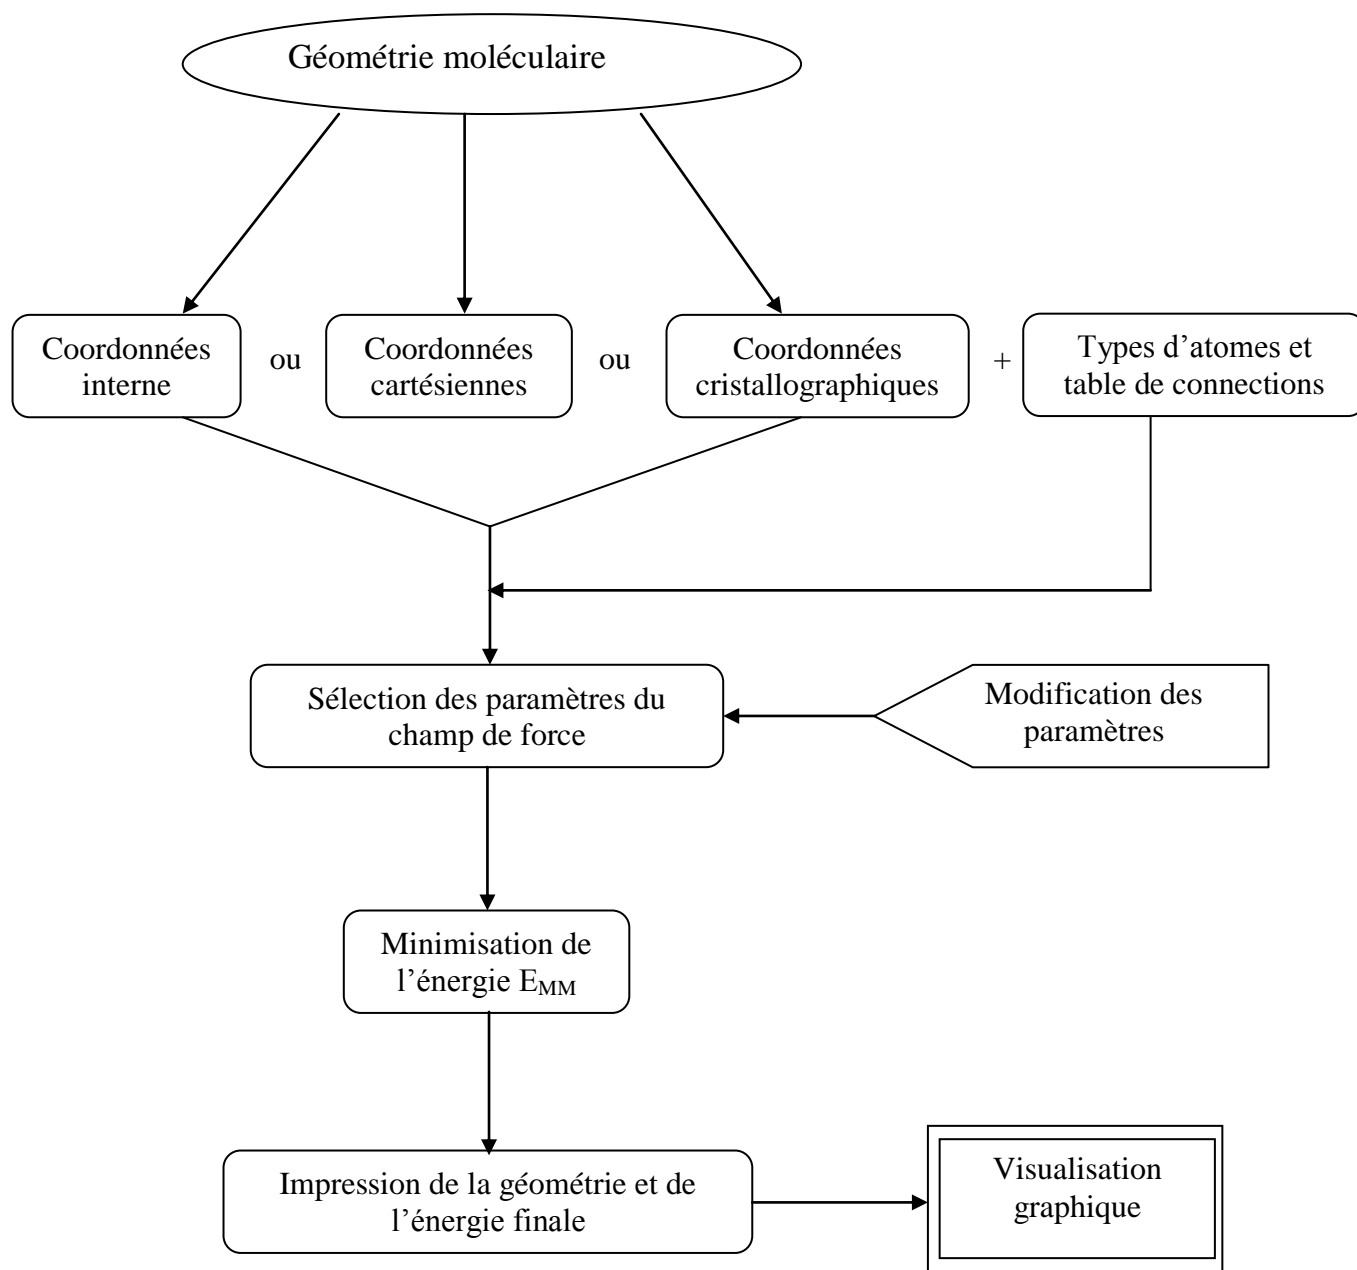 Géométrie moléculaire
Coordonnées
interne
ou
Coordonnées
cartésiennes
ou
Coordonnées
cristallographiques
+
Types d’atomes et
table de connections
Sélection des paramètres du
champ de force
Modification des
paramètres
Minimisation de
l’énergie E_MM
Impression de la géométrie et de
l’énergie finale
Visualisation
graphique